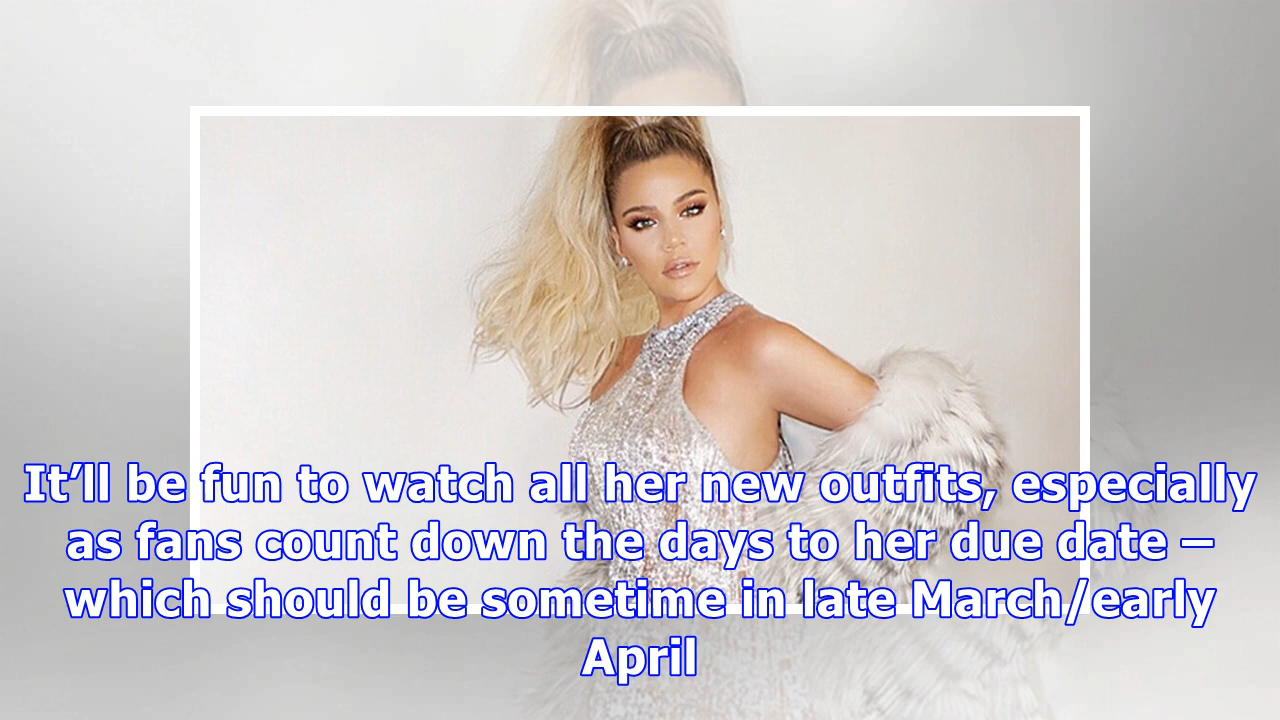 It’ll be fun to watch all her new outfits, especially
as fans count down the days to her due date –
which should be sometime in late March/early
April